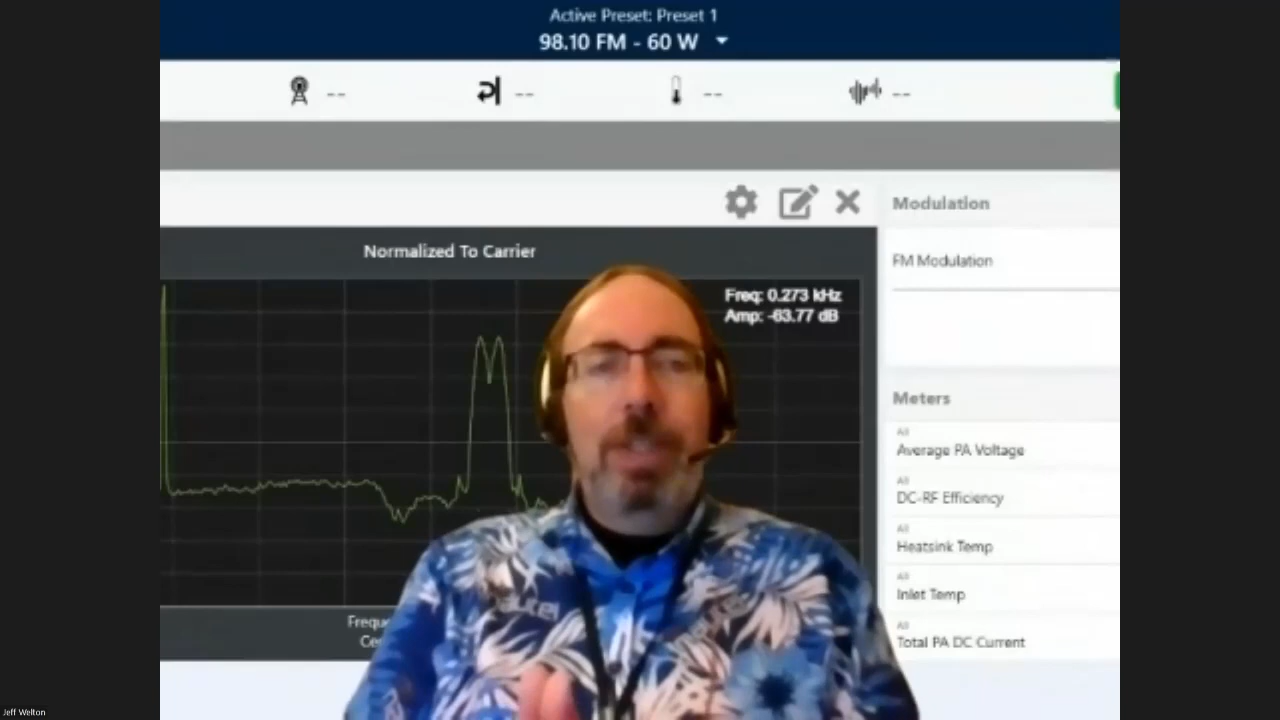 Active Preset: Preset 1
98.10 FM - 60 W
--
--
--
--
Modulation
Normalized To Carrier
FM Modulation
Freq: 0.273 kHz
Amp: -63.77 dB
Meters
All
Average PA Voltage
All
DC-RF Efficiency
All
Heatsink Temp
All
Inlet Temp
All
Total PA DC Current
Jeff Welton